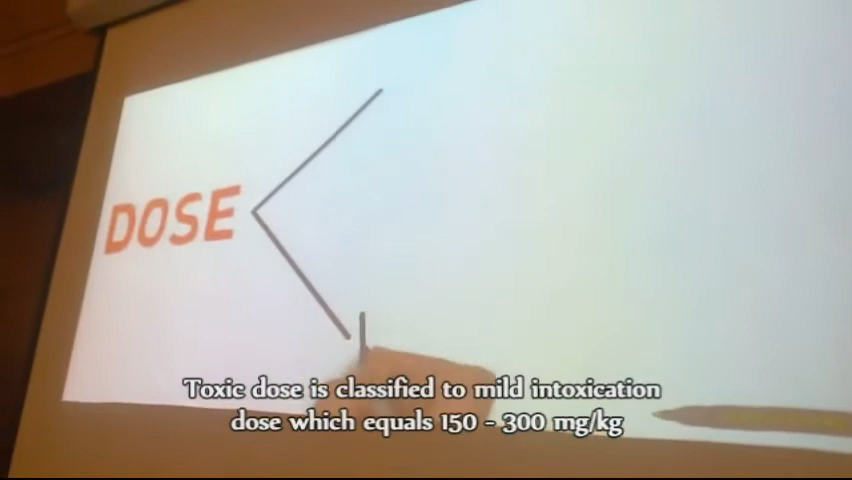 DOSE
Toxic dose is classified to mild intoxication
dose which equals 150 - 300 mg/kg